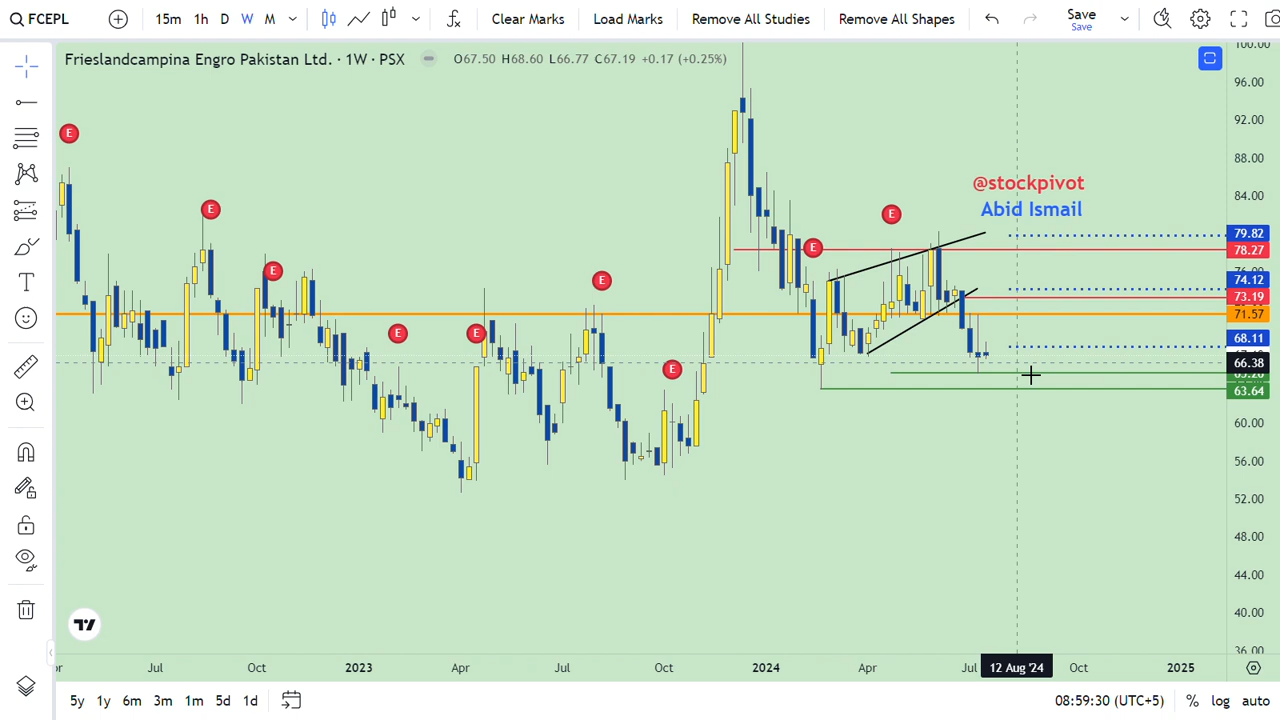 FCEPL 15m 1h D W M Clear Marks Load Marks Remove All Studies Remove All Shapes Save
Save
Frieslandcampina Engro Pakistan Ltd. · 1W · PSX O67.50 H68.60 L66.77 C67.19 +0.17 (+0.25%)
100.00
96.00
92.00
88.00
84.00
E
E
E
E
E
E
E
E
E
@stockpivot
Abid Ismail
79.82
78.27
76.00
74.12
73.19
71.57
68.11
66.38
63.64
60.00
56.00
52.00
48.00
44.00
40.00
36.00
Jul Oct 2023 Apr Jul Oct 2024 Apr Jul 12 Aug '24 Oct 2025
5y 1y 6m 3m 1m 5d 1d 08:59:30 (UTC+5) % log auto